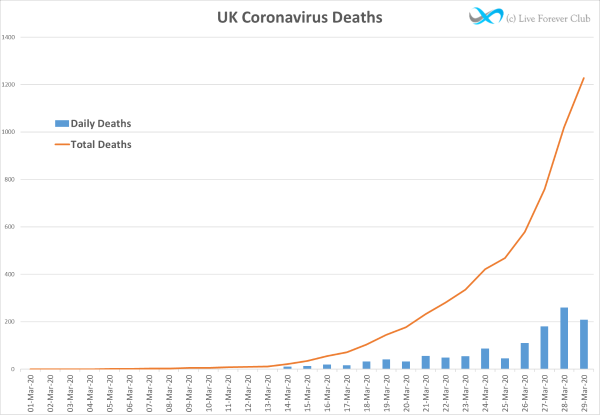 UK Coronavirus Deaths
(c) Live Forever Club
1400
1200
1000
800
600
400
200
0
Daily Deaths
Total Deaths
01-Mar-20
02-Mar-20
03-Mar-20
04-Mar-20
05-Mar-20
06-Mar-20
07-Mar-20
08-Mar-20
09-Mar-20
10-Mar-20
11-Mar-20
12-Mar-20
13-Mar-20
14-Mar-20
15-Mar-20
16-Mar-20
17-Mar-20
18-Mar-20
19-Mar-20
20-Mar-20
21-Mar-20
22-Mar-20
23-Mar-20
24-Mar-20
25-Mar-20
26-Mar-20
27-Mar-20
28-Mar-20
29-Mar-20